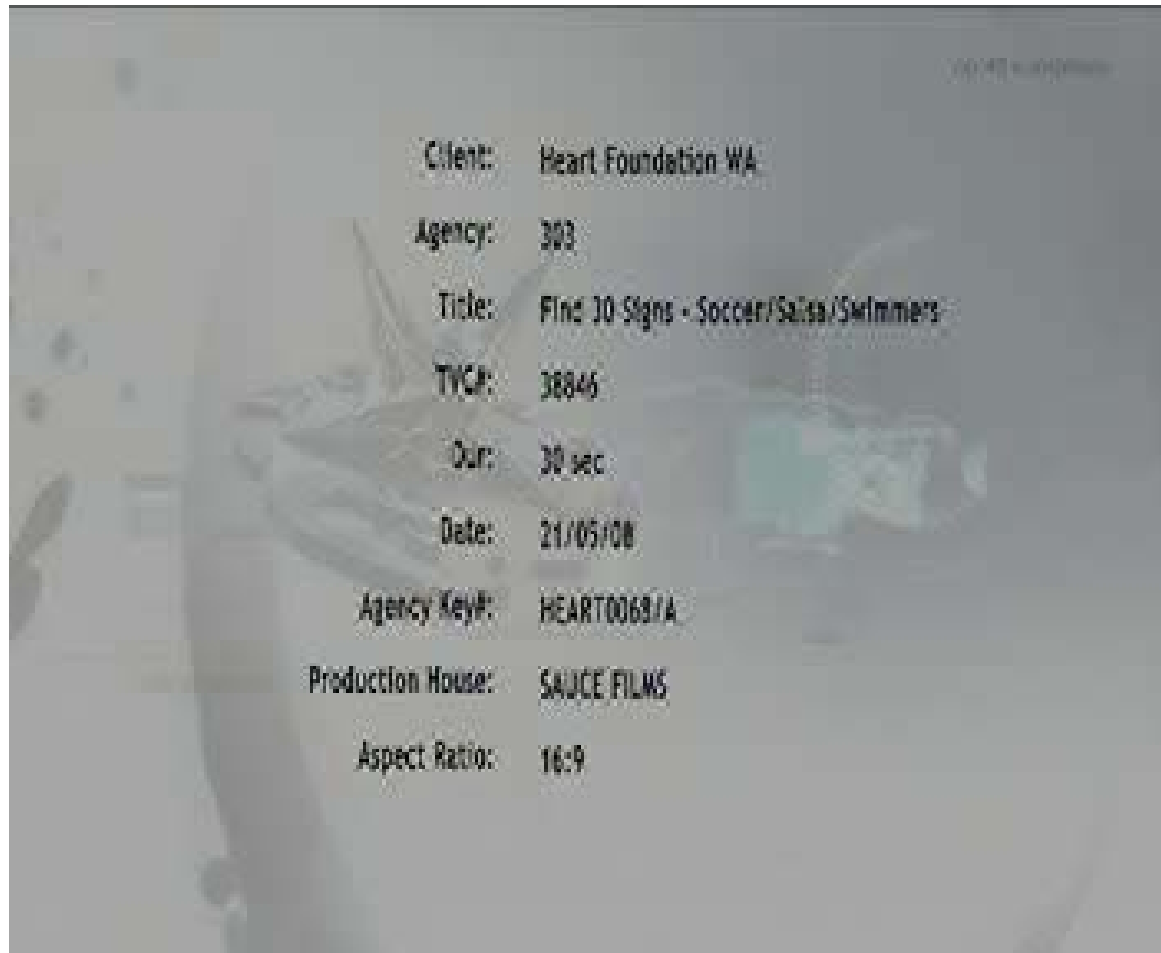 Client: Heart Foundation WA
Agency: 303
Title: Find 30 Signs - Soccer/Salsa/Swimmers
TVC#: 38846
Dur: 30 sec
Date: 21/05/08
Agency Key#: HEART0068/A
Production House: SAUCE FILMS
Aspect Ratio: 16:9